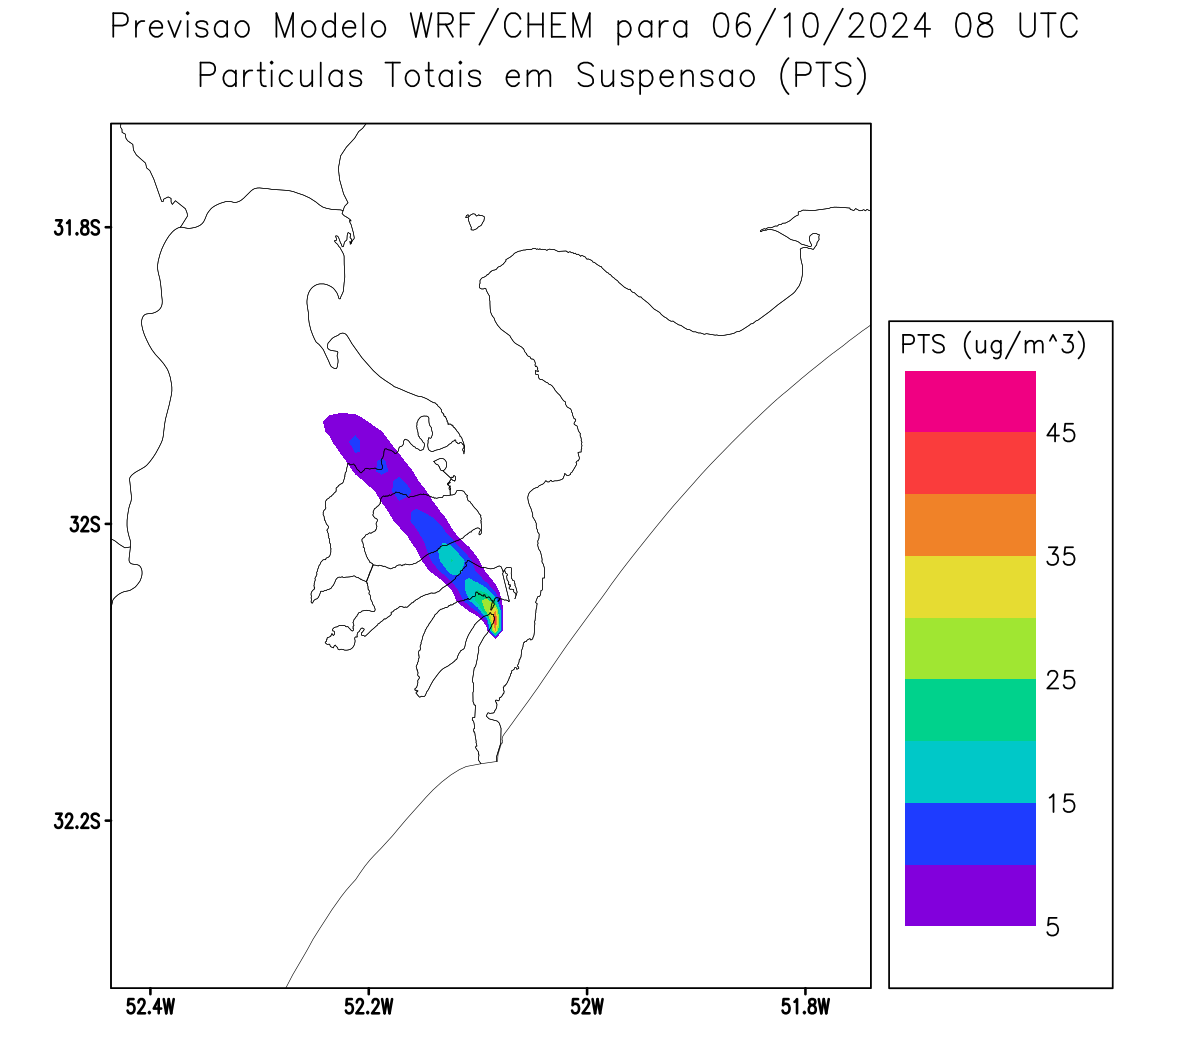 Previsao Modelo WRF/CHEM para 06/10/2024 08 UTC
Particulas Totais em Suspensao (PTS)
31.8S
32S
32.2S
52.4W
52.2W
52W
51.8W
PTS (ug/m^3)
45
35
25
15
5